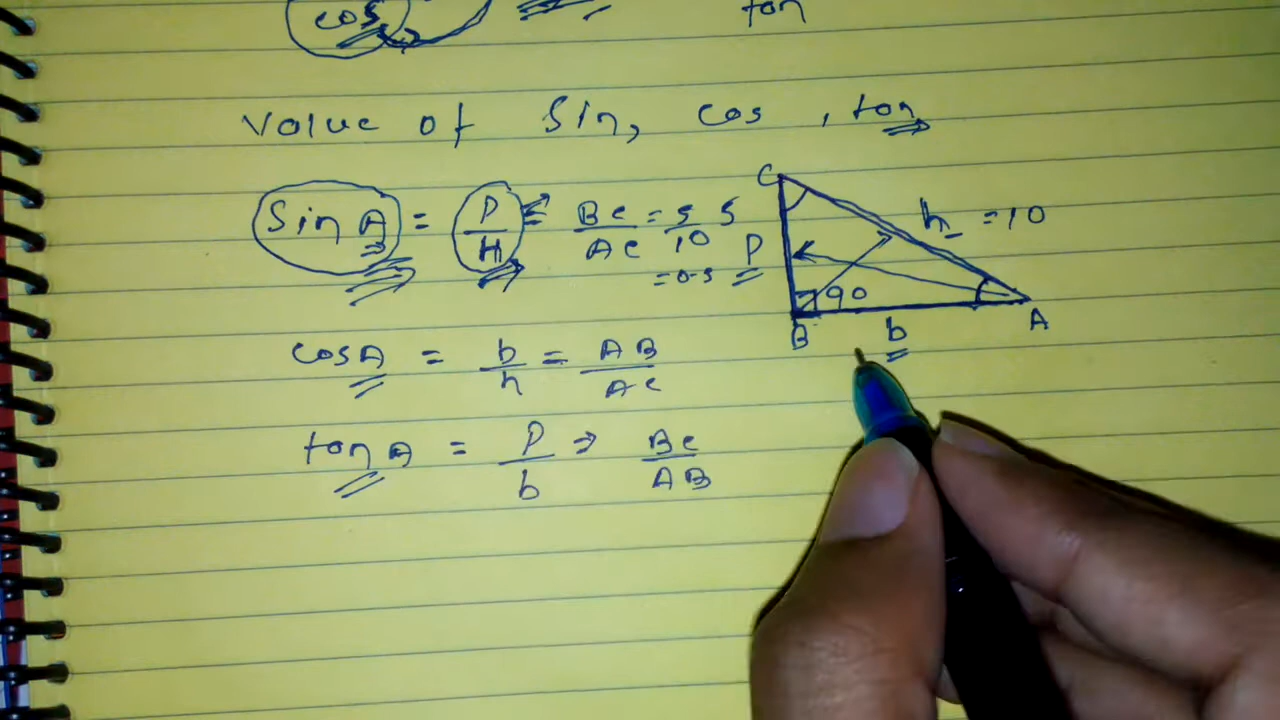 cos tan
value of Sin, cos , tan
Sin A = P/H = BC/AC = 5/10 5
= 0.5
cos A = b/h = AB/AC
tan A = P/b ⇒ BC/AB
C
h = 10
P
90
B b A